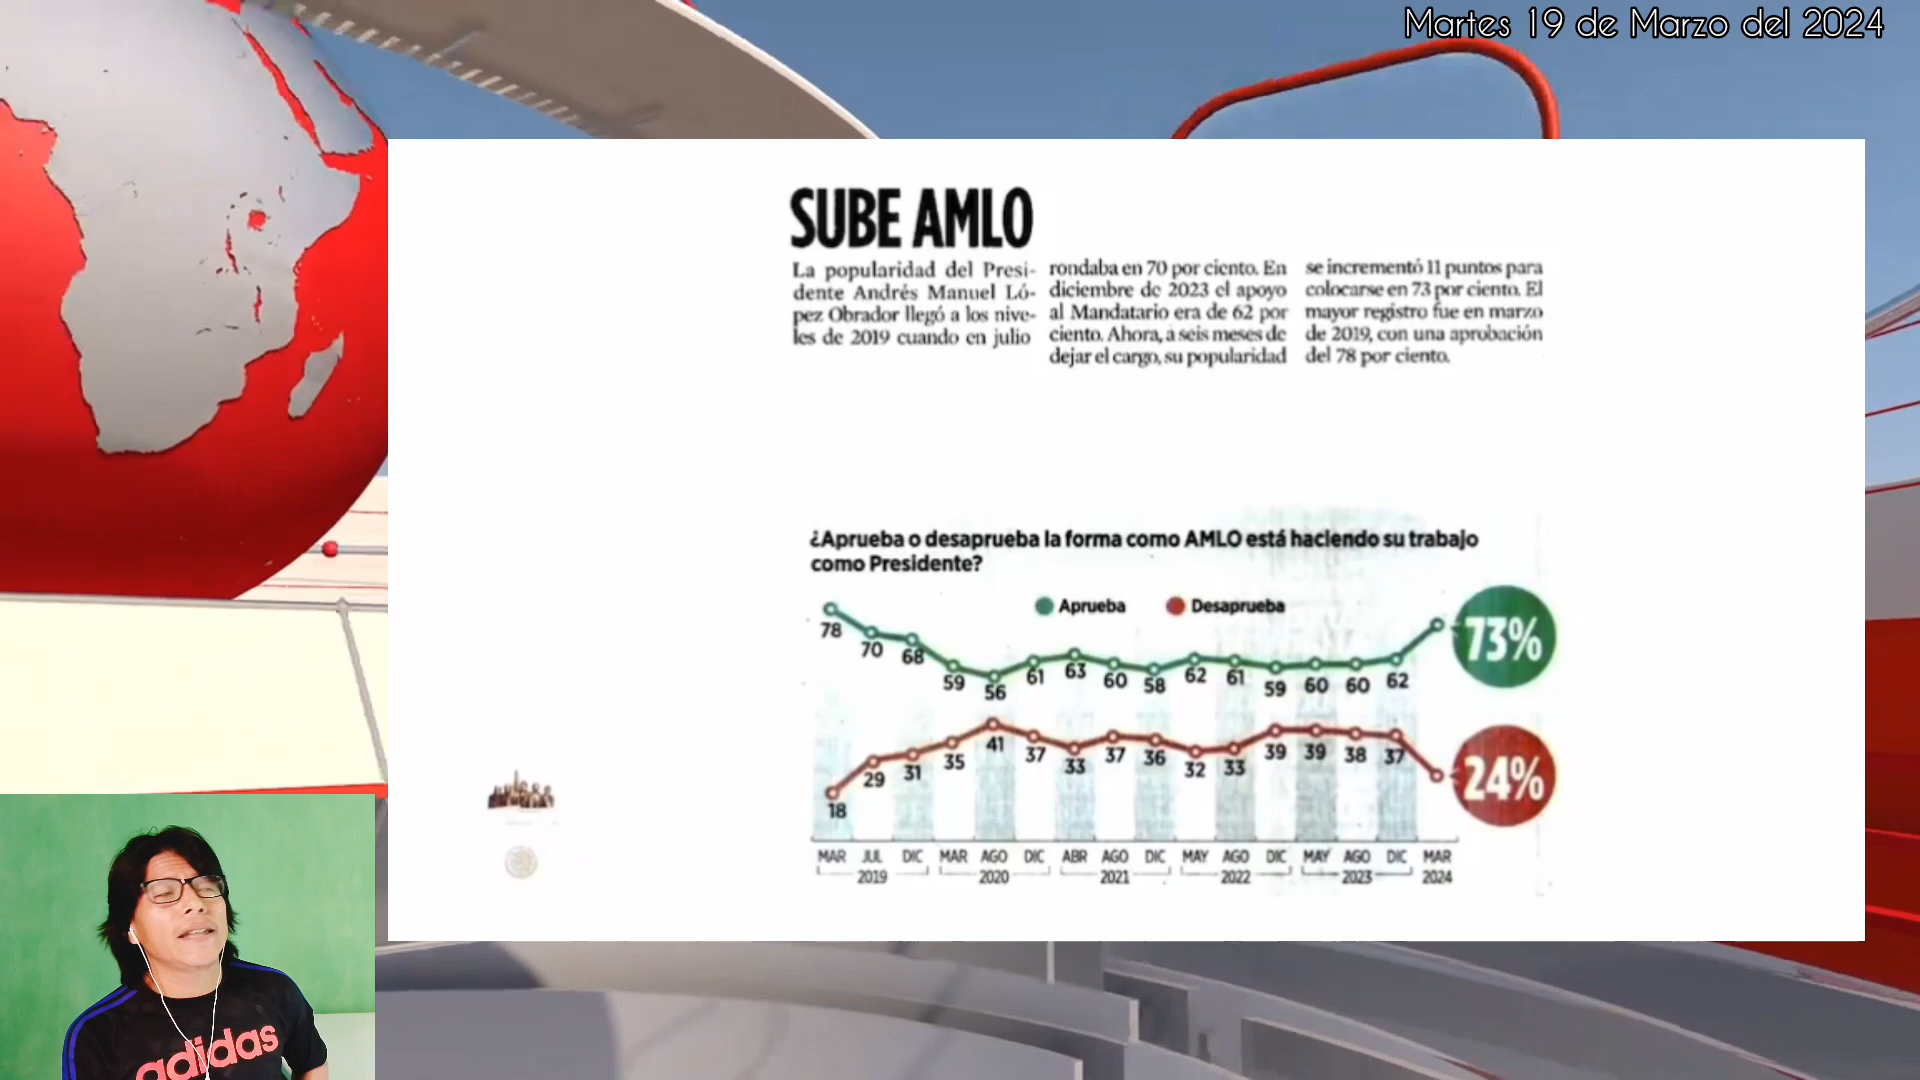 Martes 19 de Marzo del 2024
SUBE AMLO
La popularidad del Presi-
dente Andrés Manuel Ló-
pez Obrador llegó a los nive-
les de 2019 cuando en julio
rondaba en 70 por ciento. En
diciembre de 2023 el apoyo
al Mandatario era de 62 por
ciento. Ahora, a seis meses de
dejar el cargo, su popularidad
se incrementó 11 puntos para
colocarse en 73 por ciento. El
mayor registro fue en marzo
de 2019, con una aprobación
del 78 por ciento.
¿Aprueba o desaprueba la forma como AMLO está haciendo su trabajo
como Presidente?
Aprueba Desaprueba
78 70 68 59 56 61 63 60 58 62 61 59 60 60 62 73%
18 29 31 35 41 37 33 37 36 32 33 39 39 38 37 24%
MAR JUL DIC MAR AGO DIC ABR AGO DIC MAY AGO DIC MAY AGO DIC MAR
2019 2020 2021 2022 2023 2024
adidas